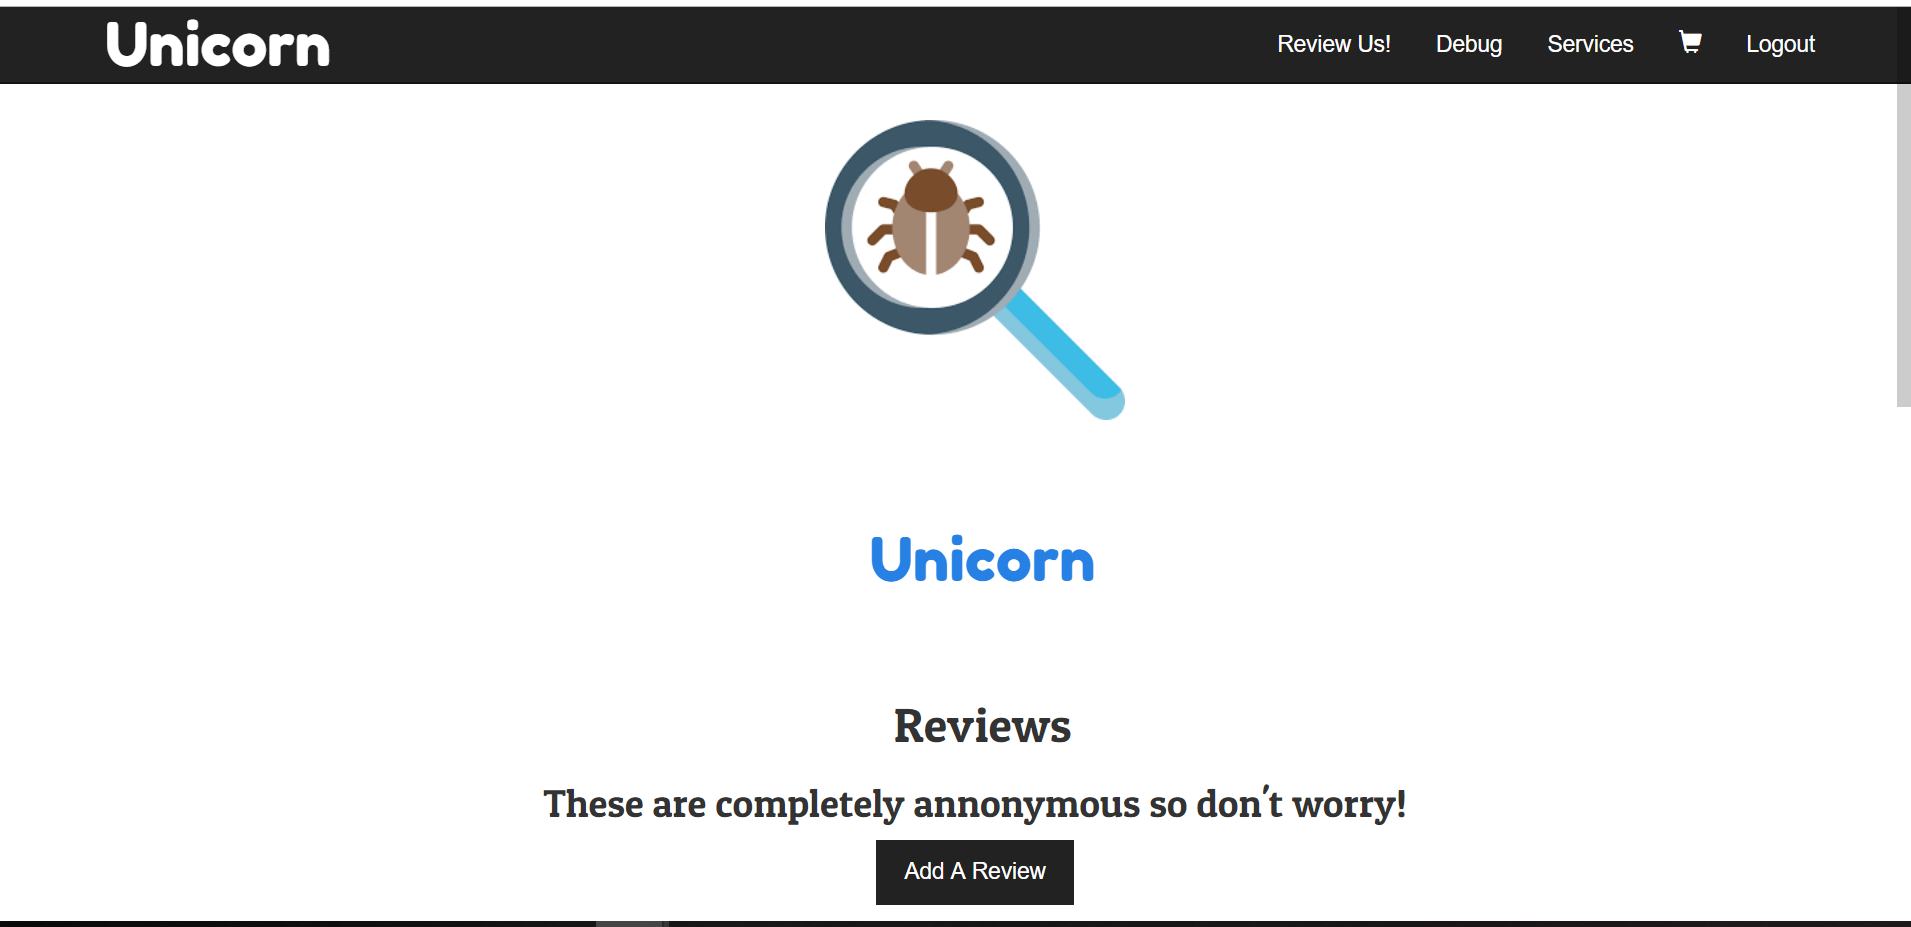 Unicorn
Review Us! Debug Services Logout
Unicorn
Reviews
These are completely annonymous so don't worry!
Add A Review